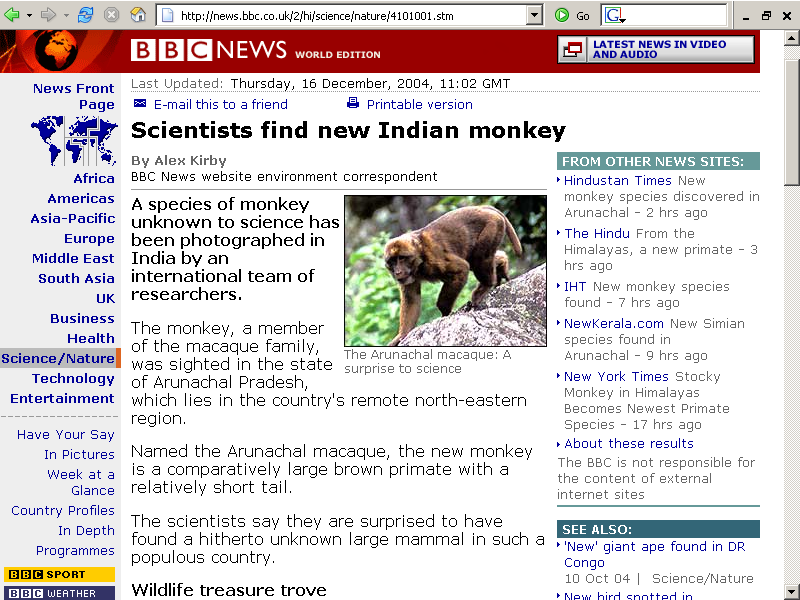 http://news.bbc.co.uk/2/hi/science/nature/4101001.stm
Go
G
BBC NEWS WORLD EDITION
LATEST NEWS IN VIDEO
AND AUDIO
News Front
Page
Africa
Americas
Asia-Pacific
Europe
Middle East
South Asia
UK
Business
Health
Science/Nature
Technology
Entertainment
Have Your Say
In Pictures
Week at a
Glance
Country Profiles
In Depth
Programmes
BBC SPORT
BBC WEATHER
Last Updated: Thursday, 16 December, 2004, 11:02 GMT
E-mail this to a friend
Printable version
Scientists find new Indian monkey
By Alex Kirby
BBC News website environment correspondent
A species of monkey
unknown to science has
been photographed in
India by an
international team of
researchers.
The monkey, a member
of the macaque family,
was sighted in the state
of Arunachal Pradesh,
which lies in the country's remote north-eastern
region.
The Arunachal macaque: A
surprise to science
Named the Arunachal macaque, the new monkey
is a comparatively large brown primate with a
relatively short tail.
The scientists say they are surprised to have
found a hitherto unknown large mammal in such a
populous country.
Wildlife treasure trove
FROM OTHER NEWS SITES:
Hindustan Times New
monkey species discovered in
Arunachal - 2 hrs ago
The Hindu From the
Himalayas, a new primate - 3
hrs ago
IHT New monkey species
found - 7 hrs ago
NewKerala.com New Simian
species found in
Arunachal - 9 hrs ago
New York Times Stocky
Monkey in Himalayas
Becomes Newest Primate
Species - 17 hrs ago
About these results
The BBC is not responsible for
the content of external
internet sites
SEE ALSO:
'New' giant ape found in DR
Congo
10 Oct 04 | Science/Nature
New bird spotted in